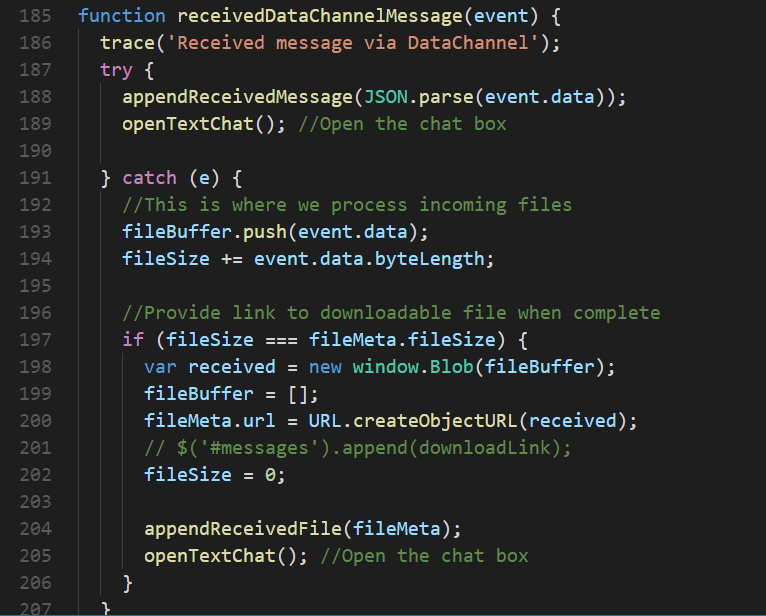 185 function receivedDataChannelMessage(event) {
186   trace('Received message via DataChannel');
187   try {
188     appendReceivedMessage(JSON.parse(event.data));
189     openTextChat(); //Open the chat box
190
191   } catch (e) {
192     //This is where we process incoming files
193     fileBuffer.push(event.data);
194     fileSize += event.data.byteLength;
195
196     //Provide link to downloadable file when complete
197     if (fileSize === fileMeta.fileSize) {
198       var received = new window.Blob(fileBuffer);
199       fileBuffer = [];
200       fileMeta.url = URL.createObjectURL(received);
201       // $('#messages').append(downloadLink);
202       fileSize = 0;
203
204       appendReceivedFile(fileMeta);
205       openTextChat(); //Open the chat box
206     }
207   }